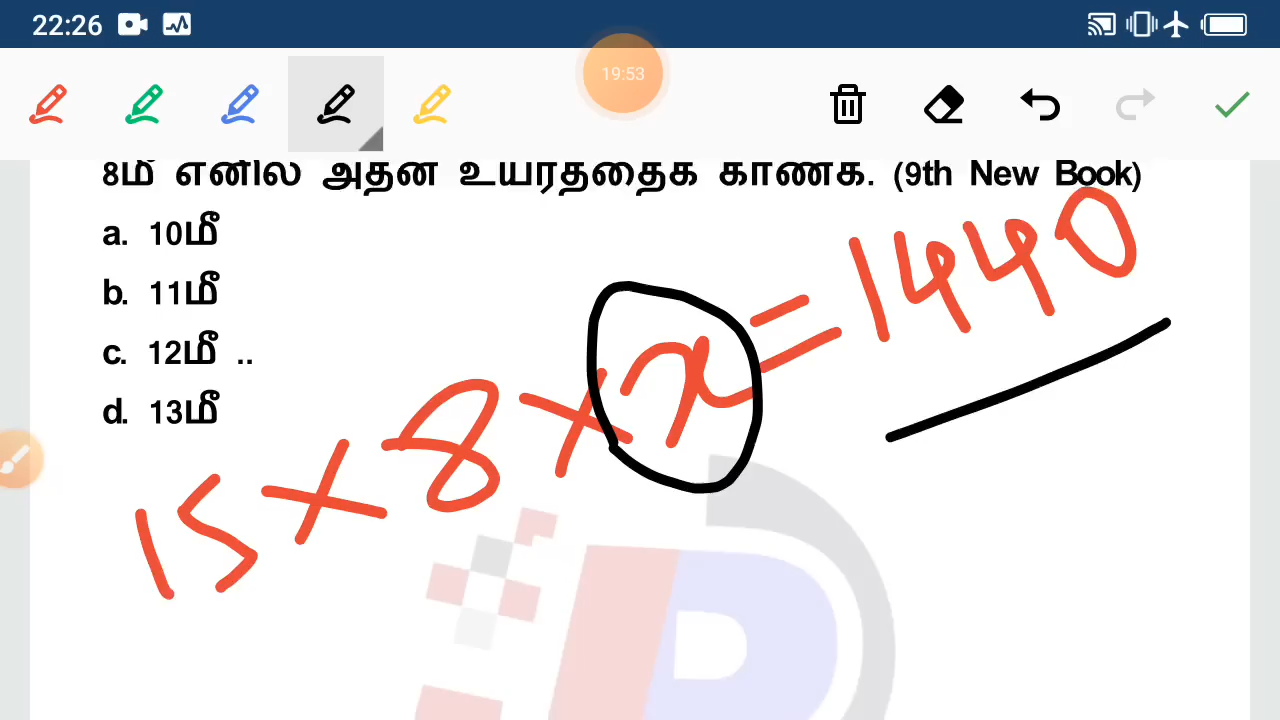 22:26
19:53
8மீ எனில் அதன் உயரத்தைக் காண்க. (9th New Book)
a. 10மீ
b. 11மீ
c. 12மீ ..
d. 13மீ
15 × 8 × x = 1440